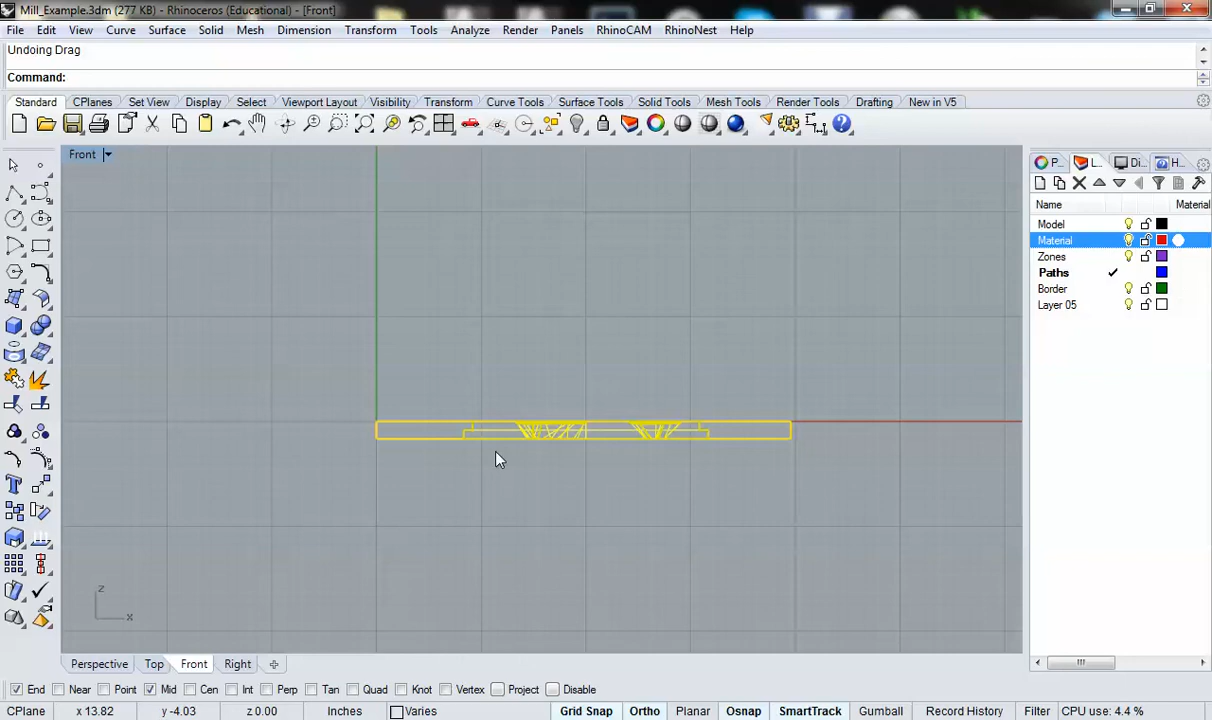 Mill_Example.3dm (277 KB) - Rhinoceros (Educational) - [Front]
File Edit View Curve Surface Solid Mesh Dimension Transform Tools Analyze Render Panels RhinoCAM RhinoNest Help
Undoing Drag
Command:
Standard CPlanes Set View Display Select Viewport Layout Visibility Transform Curve Tools Surface Tools Solid Tools Mesh Tools Render Tools Drafting New in V5
Front
P... L... Di... H...
Name Material
Model
Material
Zones
Paths
Border
Layer 05
z
x
Perspective Top Front Right
End Near Point Mid Cen Int Perp Tan Quad Knot Vertex Project Disable
CPlane x 13.82 y -4.03 z 0.00 Inches Varies Grid Snap Ortho Planar Osnap SmartTrack Gumball Record History Filter CPU use: 4.4 %